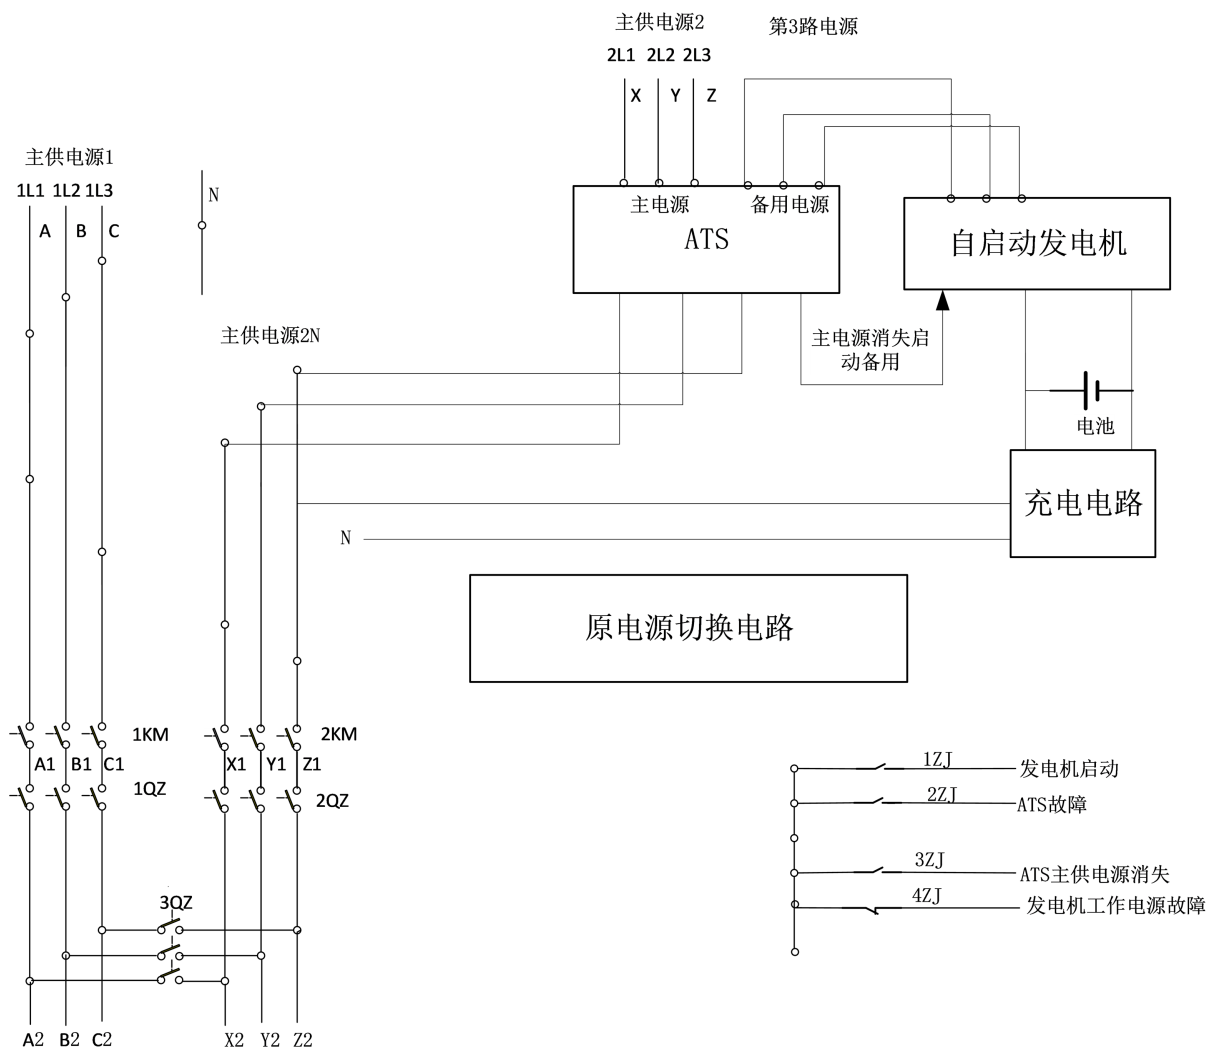 主供电源2
第3路电源
2L1 2L2 2L3
X Y Z
主供电源1
1L1 1L2 1L3
A B C
N
主电源
备用电源
ATS
自启动发电机
主供电源2N
主电源消失启
动备用
电池
充电电路
N
原电源切换电路
1KM
2KM
A1 B1 C1
X1 Y1 Z1
1QZ
2QZ
1ZJ
发电机启动
2ZJ
ATS故障
3ZJ
ATS主供电源消失
4ZJ
发电机工作电源故障
3QZ
A2 B2 C2
X2 Y2 Z2